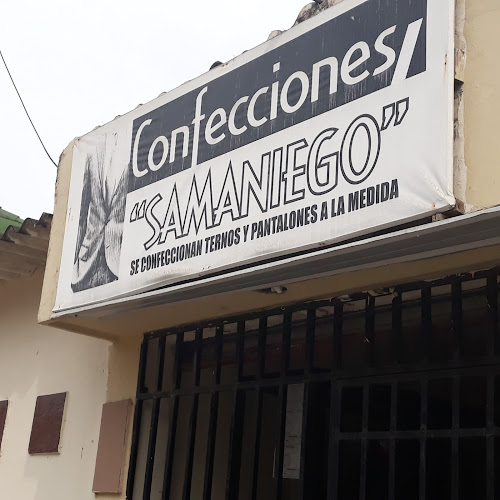 Confecciones
"SAMANIEGO"
SE CONFECCIONAN TERNOS Y PANTALONES A LA MEDIDA